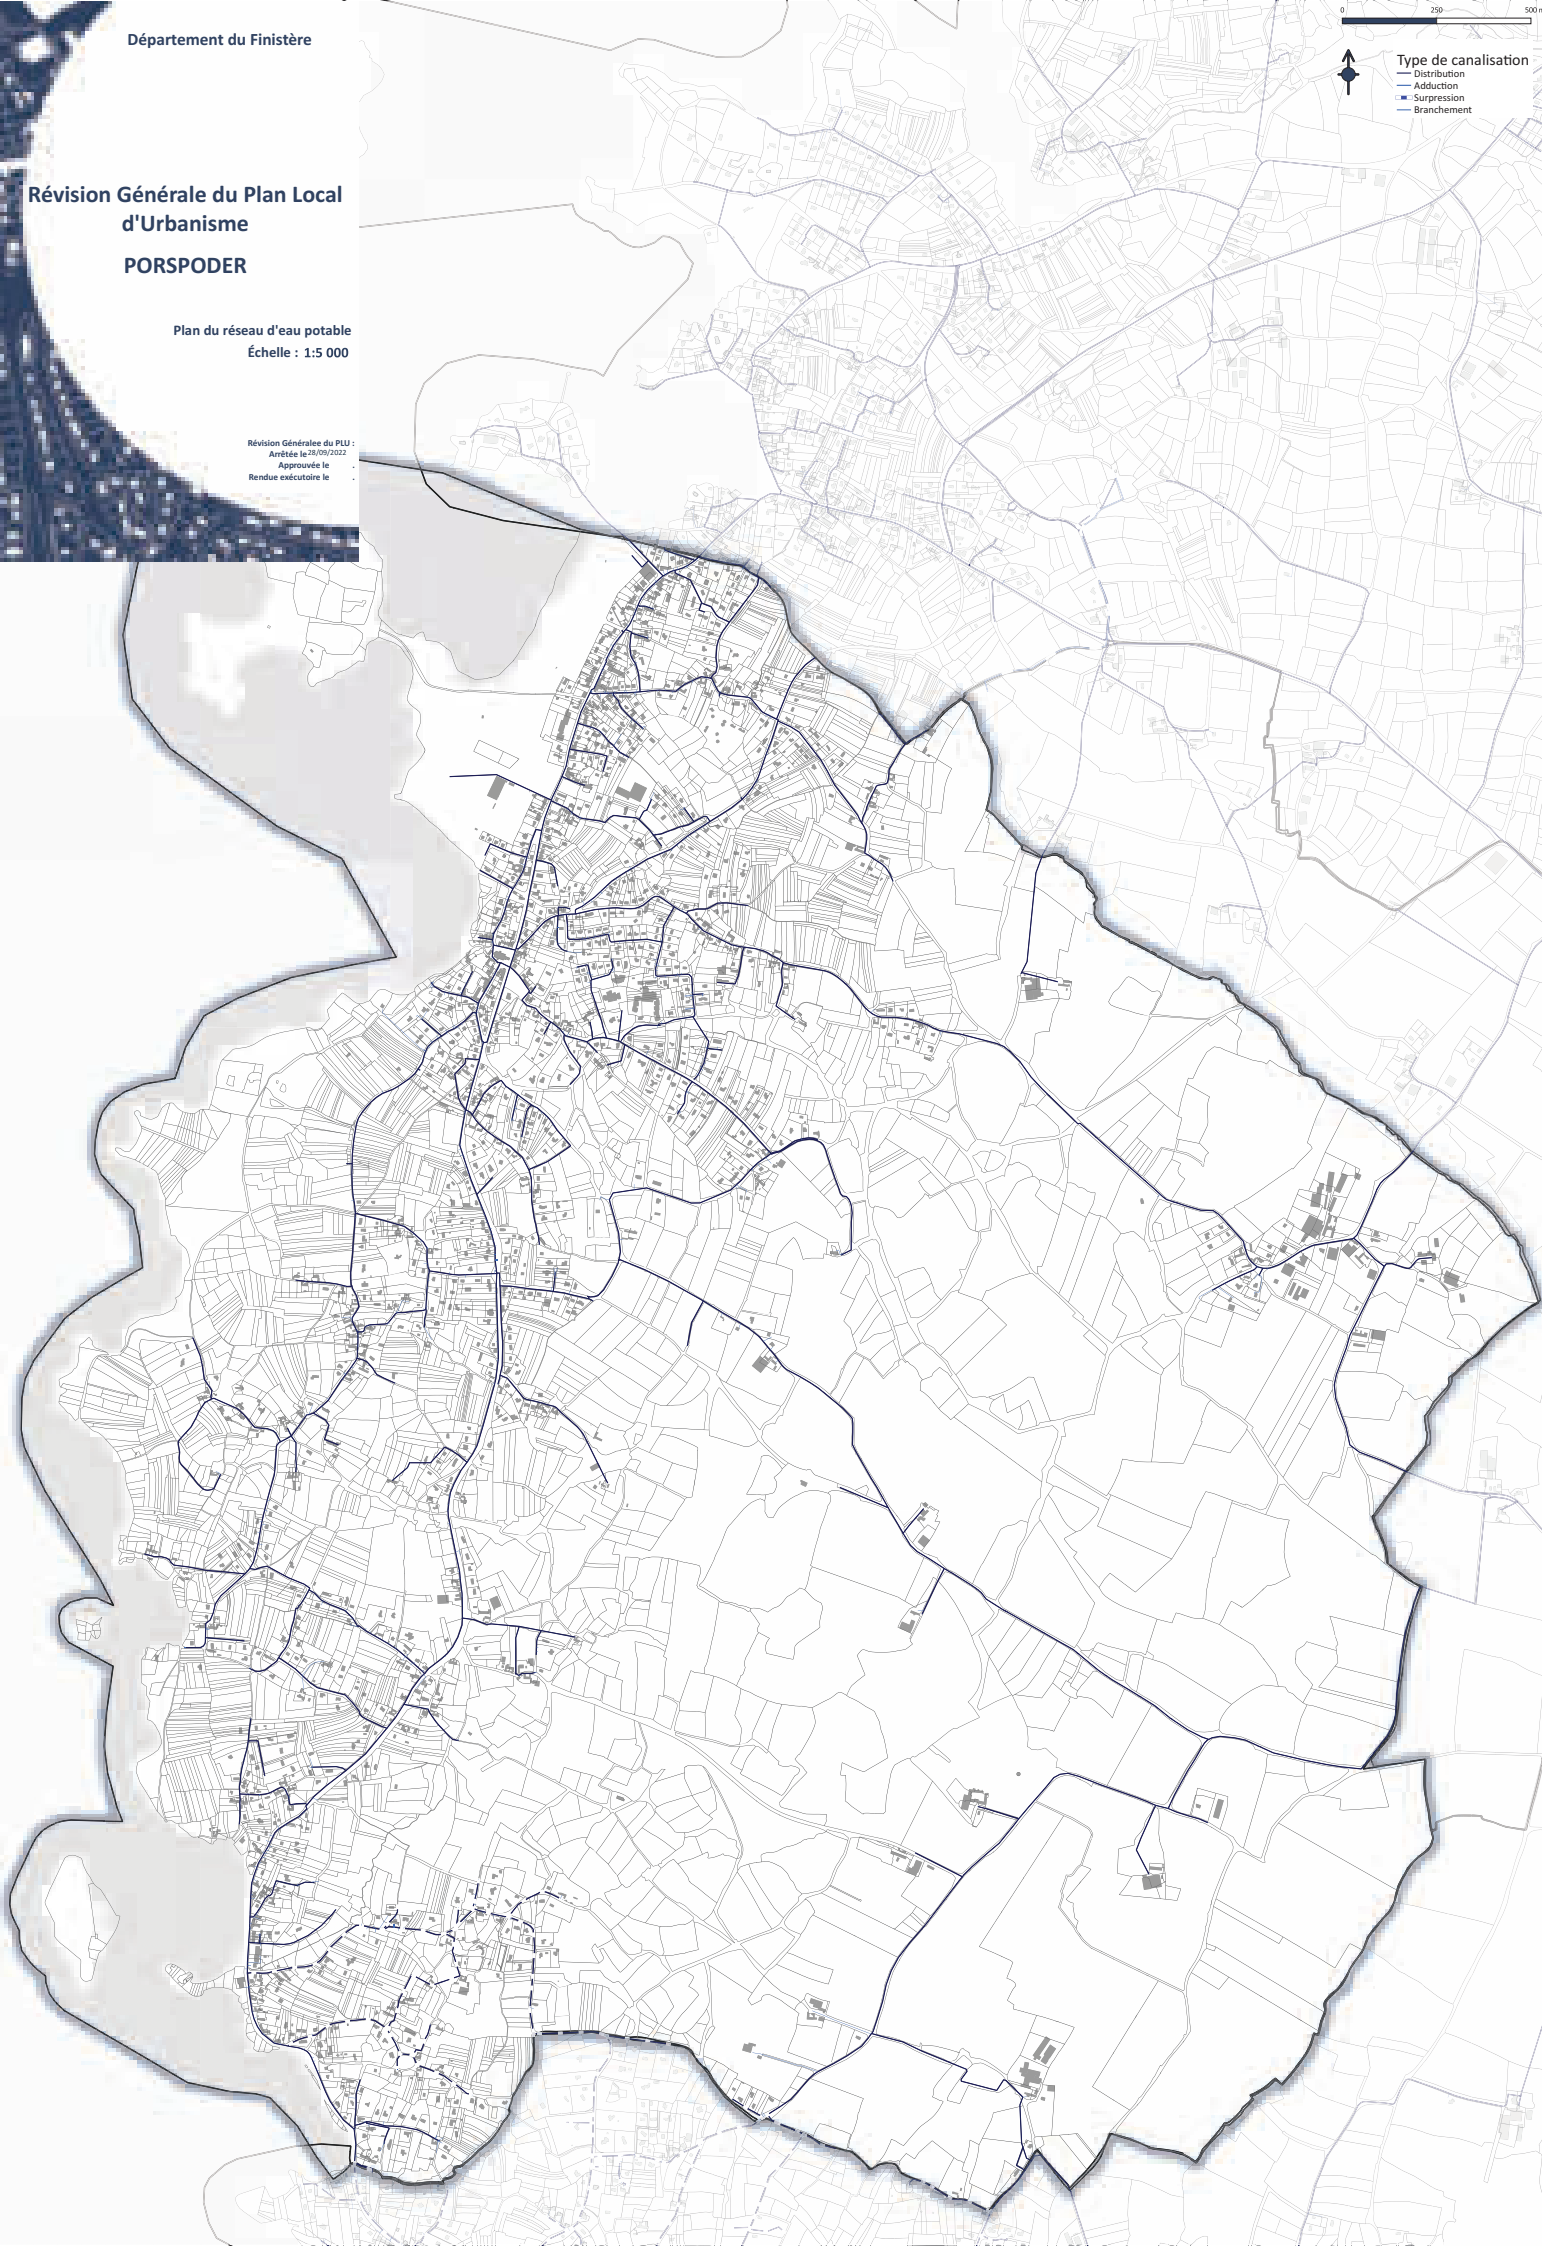 Département du Finistère
Révision Générale du Plan Local
d'Urbanisme
PORSPODER
Plan du réseau d'eau potable
Échelle : 1:5 000
Révision Généralee du PLU :
Arrêtée le 28/09/2022
Approuvée le .
Rendue exécutoire le .
0 250 500 m
Type de canalisation
Distribution
Adduction
Surpression
Branchement